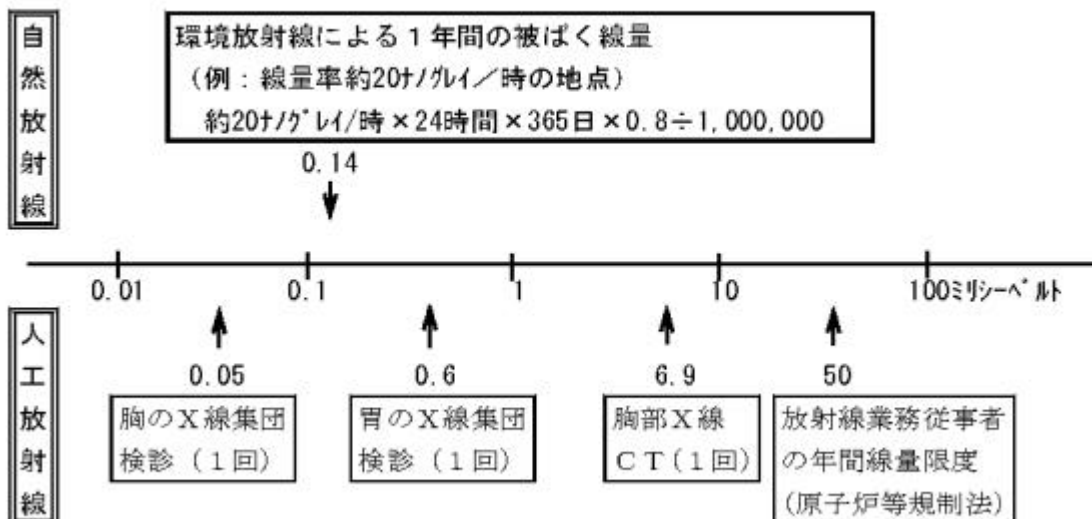 自然放射線
環境放射線による1年間の被ばく線量
(例:線量率約20ナノグレイ/時の地点)
約20ナノグレイ/時×24時間×365日×0.8÷1,000,000
0.14
0.01 0.1 1 10 100ミリシーベルト
人工放射線
0.05 0.6 6.9 50
胸のX線集団
検診(1回)
胃のX線集団
検診(1回)
胸部X線
CT(1回)
放射線業務従事者
の年間線量限度
(原子炉等規制法)